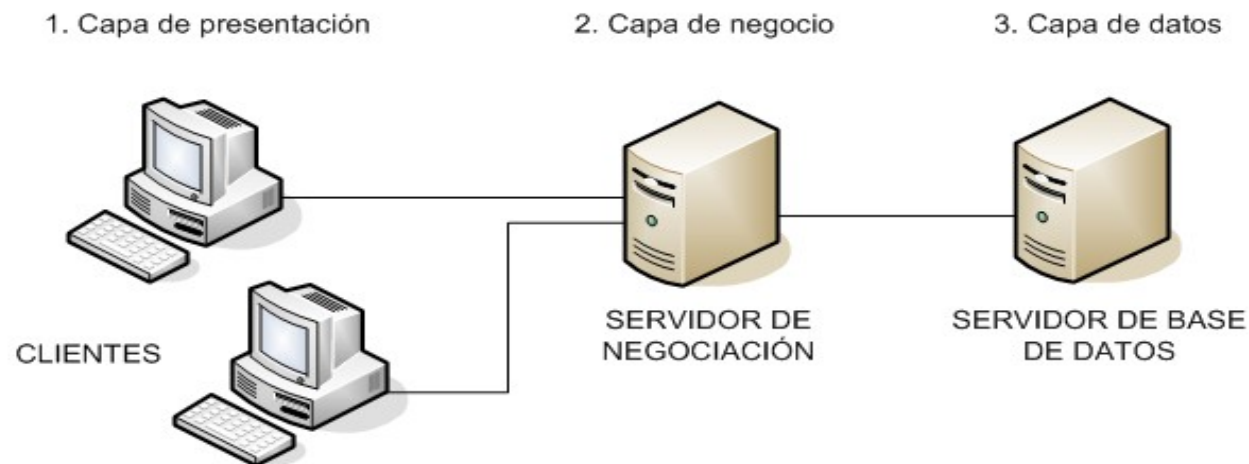 1. Capa de presentación
2. Capa de negocio
3. Capa de datos
CLIENTES
SERVIDOR DE
NEGOCIACIÓN
SERVIDOR DE BASE
DE DATOS